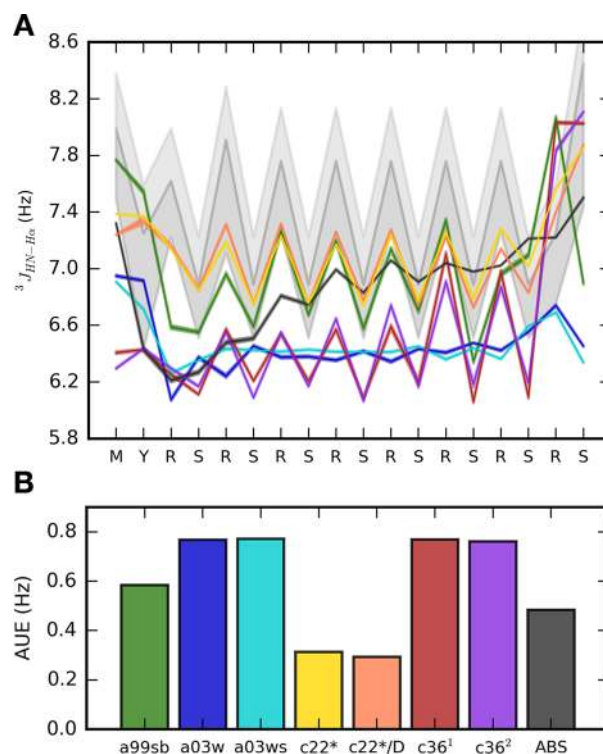 A
8.6
8.2
7.8
7.4
7.0
6.6
6.2
5.8
³J_{HN−Hα} (Hz)
M Y R S R S R S R S R S R S R S R S
B
0.8
0.6
0.4
0.2
0.0
AUE (Hz)
a99sb a03w a03ws c22* c22*/D c36¹ c36² ABS